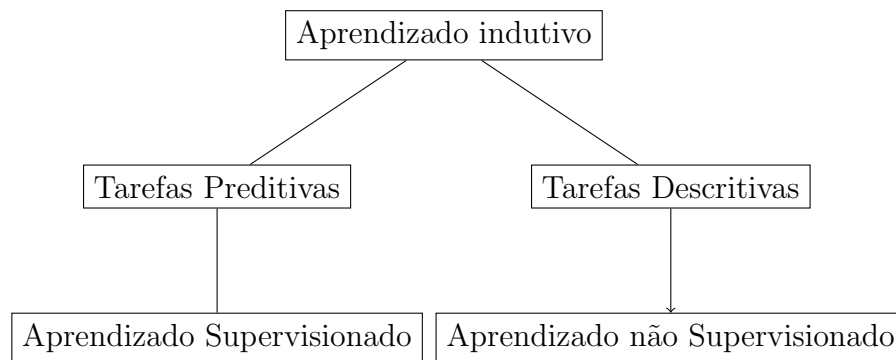 Aprendizado indutivo
Tarefas Preditivas
Tarefas Descritivas
Aprendizado Supervisionado
Aprendizado não Supervisionado